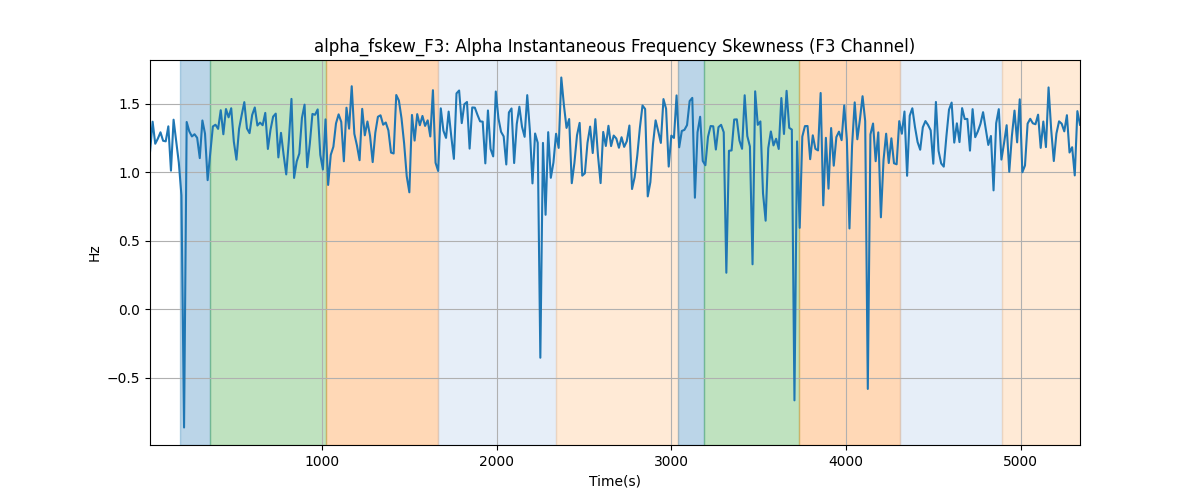 alpha_fskew_F3: Alpha Instantaneous Frequency Skewness (F3 Channel)
1.5
1.0
0.5
0.0
−0.5
Hz
1000 2000 3000 4000 5000
Time(s)